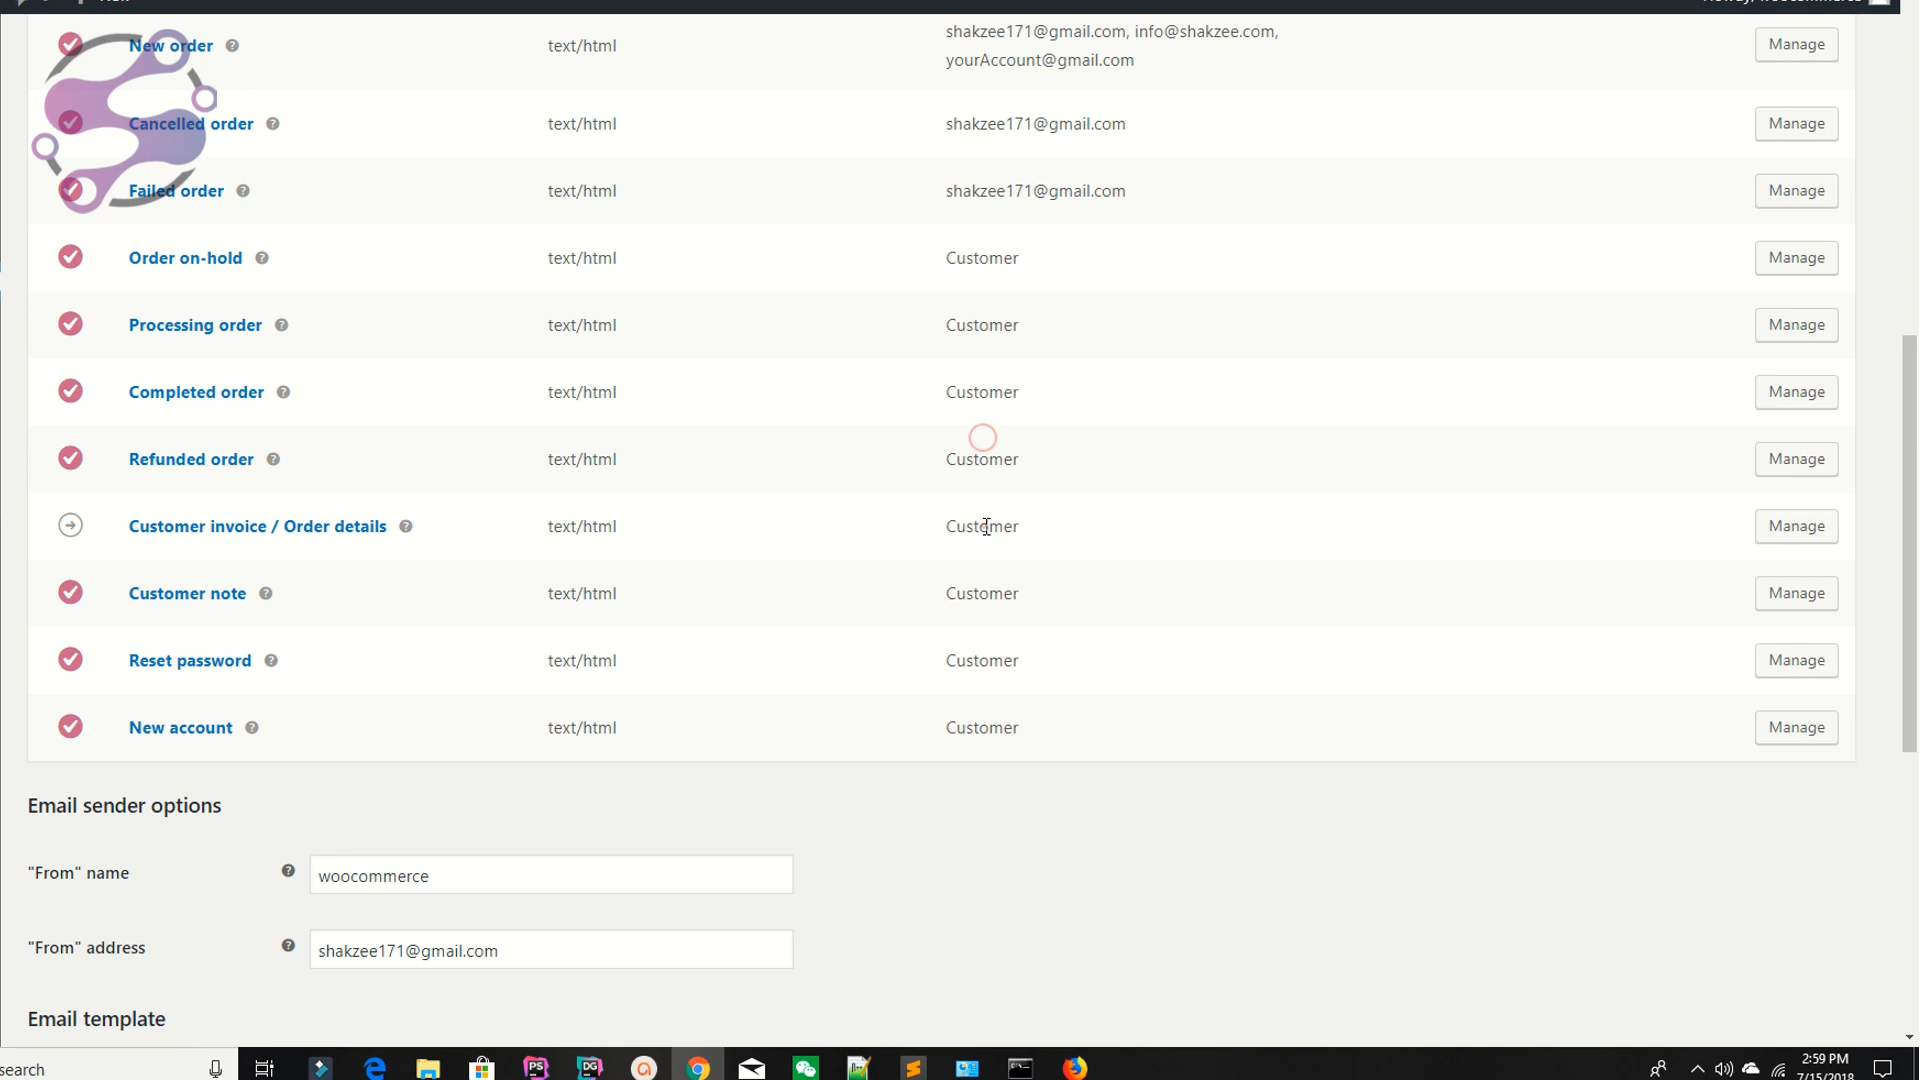 New order text/html shakzee171@gmail.com, info@shakzee.com,
yourAccount@gmail.com Manage
Cancelled order text/html shakzee171@gmail.com Manage
Failed order text/html shakzee171@gmail.com Manage
Order on-hold text/html Customer Manage
Processing order text/html Customer Manage
Completed order text/html Customer Manage
Refunded order text/html Customer Manage
Customer invoice / Order details text/html Customer Manage
Customer note text/html Customer Manage
Reset password text/html Customer Manage
New account text/html Customer Manage
Email sender options
"From" name woocommerce
"From" address shakzee171@gmail.com
Email template
search PS DG 2:59 PM
7/15/2018